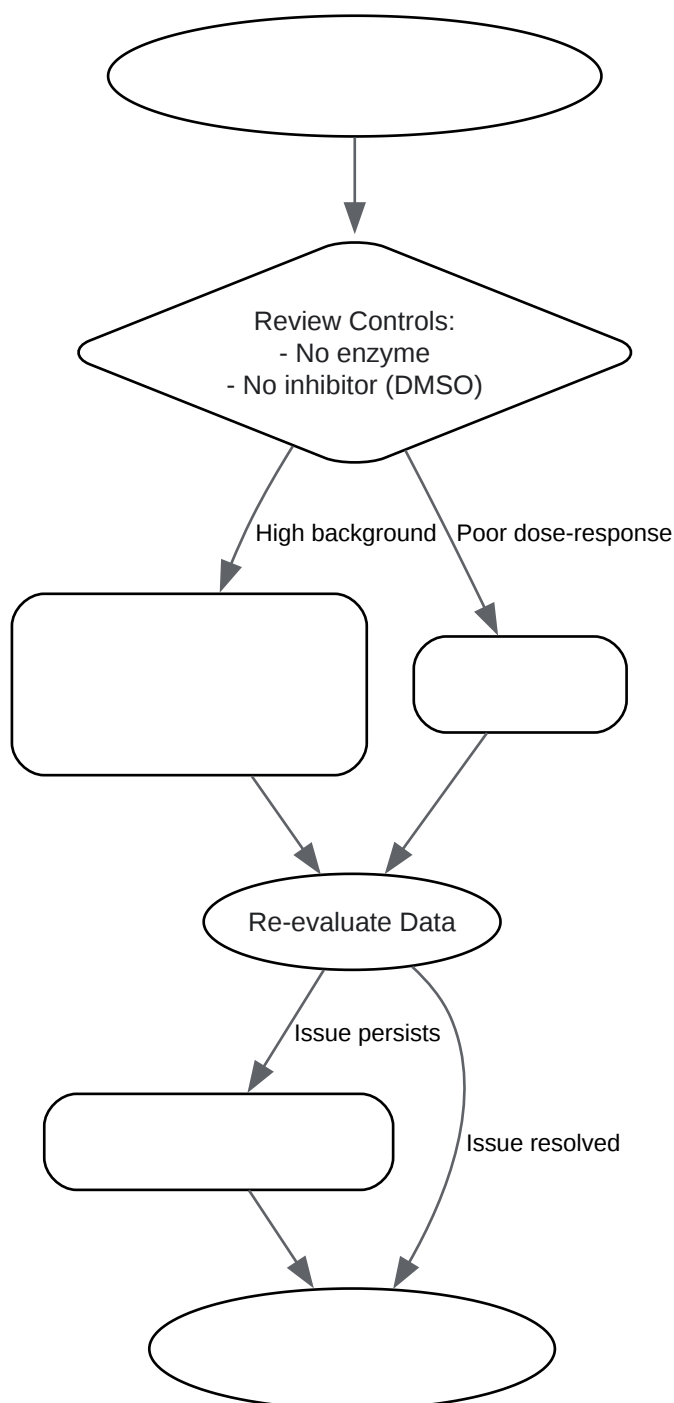 Review Controls:
- No enzyme
- No inhibitor (DMSO)
High background
Poor dose-response
Re-evaluate Data
Issue persists
Issue resolved